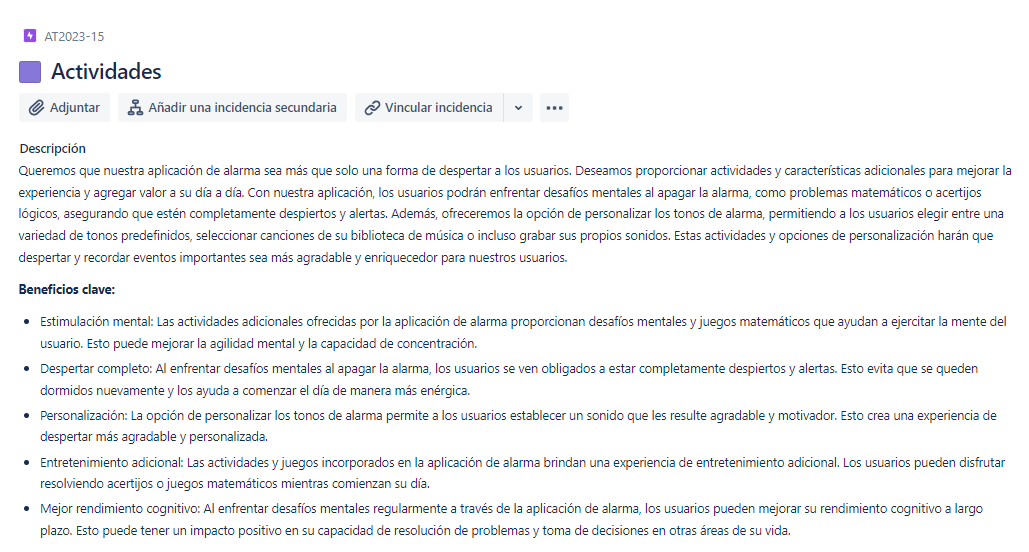 AT2023-15
Actividades
Adjuntar
Añadir una incidencia secundaria
Vincular incidencia
Descripción
Queremos que nuestra aplicación de alarma sea más que solo una forma de despertar a los usuarios. Deseamos proporcionar actividades y características adicionales para mejorar la
experiencia y agregar valor a su día a día. Con nuestra aplicación, los usuarios podrán enfrentar desafíos mentales al apagar la alarma, como problemas matemáticos o acertijos
lógicos, asegurando que estén completamente despiertos y alertas. Además, ofreceremos la opción de personalizar los tonos de alarma, permitiendo a los usuarios elegir entre una
variedad de tonos predefinidos, seleccionar canciones de su biblioteca de música o incluso grabar sus propios sonidos. Estas actividades y opciones de personalización harán que
despertar y recordar eventos importantes sea más agradable y enriquecedor para nuestros usuarios.
Beneficios clave:
• Estimulación mental: Las actividades adicionales ofrecidas por la aplicación de alarma proporcionan desafíos mentales y juegos matemáticos que ayudan a ejercitar la mente del
usuario. Esto puede mejorar la agilidad mental y la capacidad de concentración.
• Despertar completo: Al enfrentar desafíos mentales al apagar la alarma, los usuarios se ven obligados a estar completamente despiertos y alertas. Esto evita que se queden
dormidos nuevamente y los ayuda a comenzar el día de manera más enérgica.
• Personalización: La opción de personalizar los tonos de alarma permite a los usuarios establecer un sonido que les resulte agradable y motivador. Esto crea una experiencia de
despertar más agradable y personalizada.
• Entretenimiento adicional: Las actividades y juegos incorporados en la aplicación de alarma brindan una experiencia de entretenimiento adicional. Los usuarios pueden disfrutar
resolviendo acertijos o juegos matemáticos mientras comienzan su día.
• Mejor rendimiento cognitivo: Al enfrentar desafíos mentales regularmente a través de la aplicación de alarma, los usuarios pueden mejorar su rendimiento cognitivo a largo
plazo. Esto puede tener un impacto positivo en su capacidad de resolución de problemas y toma de decisiones en otras áreas de su vida.